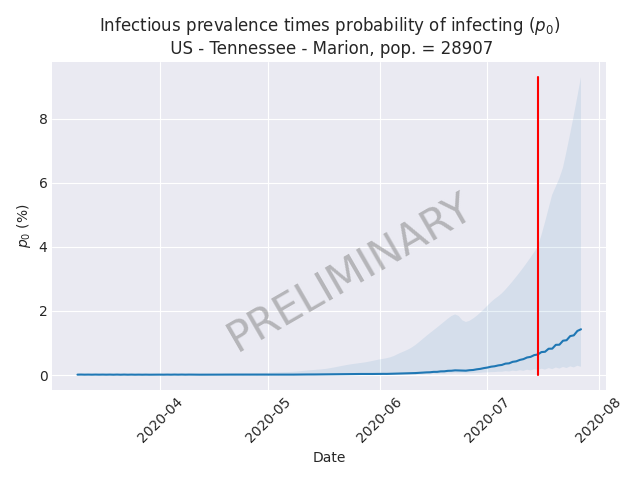 Infectious prevalence times probability of infecting (p₀)
US - Tennessee - Marion, pop. = 28907
p₀ (%)
8
6
4
2
0
PRELIMINARY
2020-04
2020-05
2020-06
2020-07
2020-08
Date